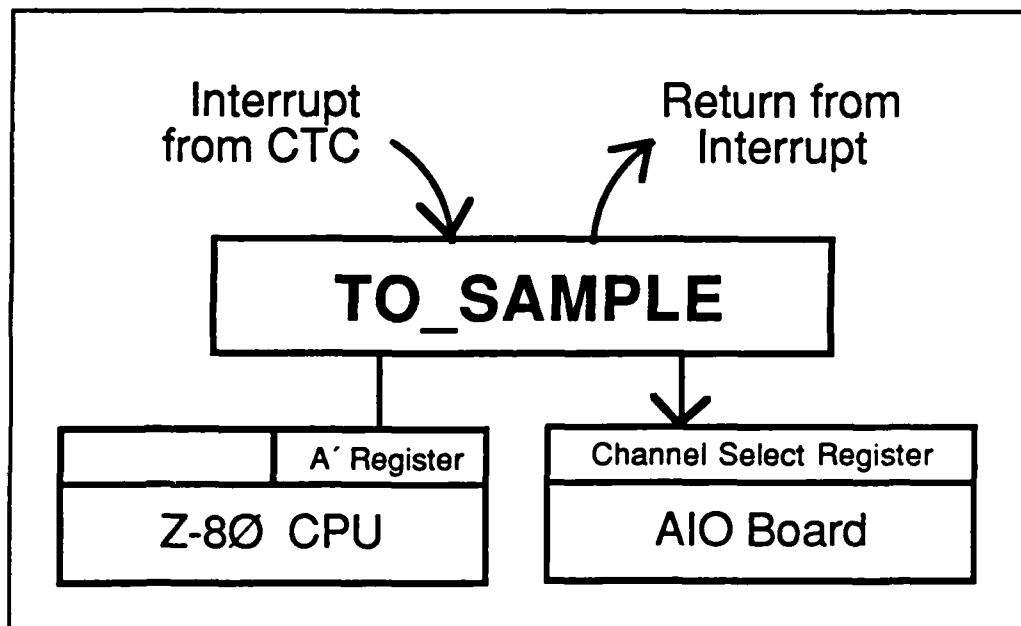 Interrupt
from CTC
Return from
Interrupt
TO_SAMPLE
A´ Register
Z-8Ø CPU
Channel Select Register
AIO Board